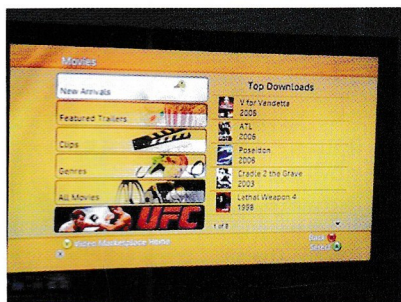 Movies
New Arrivals
Featured Trailers
Clips
Genres
All Movies
UFC
Video Marketplace Home
Top Downloads
V for Vendetta
2006
ATL
2006
Poseidon
2006
Cradle 2 the Grave
2003
Lethal Weapon 4
1998
1 of 8
Back B
Select A